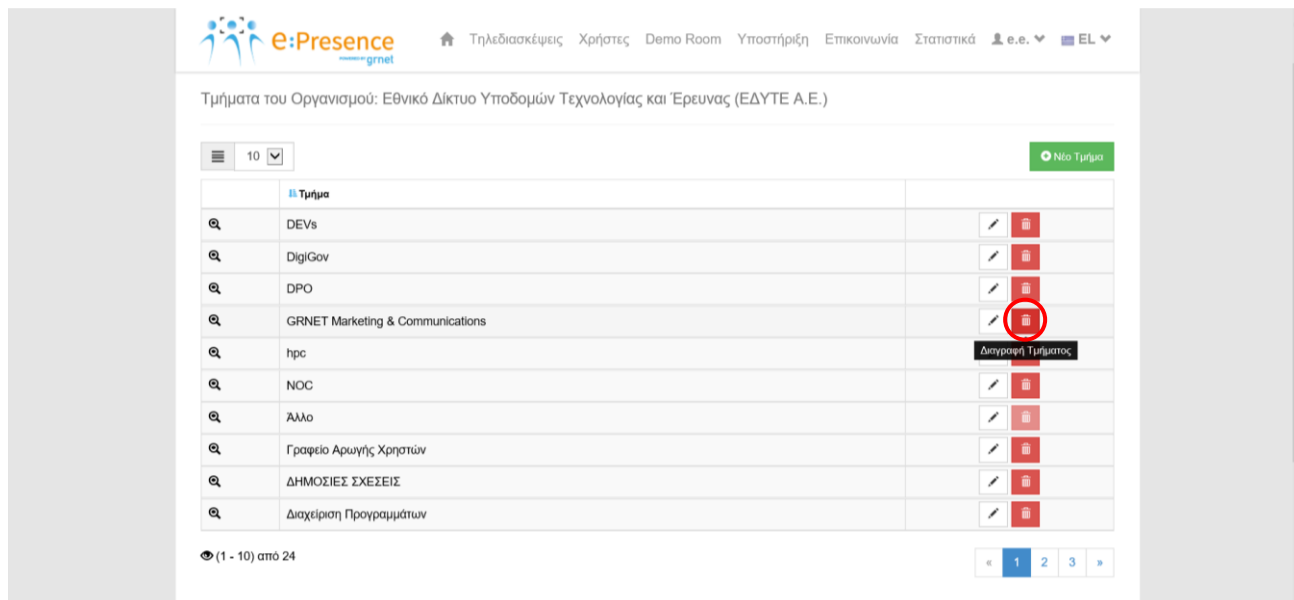 e:Presence
POWERED BY grnet
Τηλεδιασκέψεις Χρήστες Demo Room Υποστήριξη Επικοινωνία Στατιστικά e.e. EL
Τμήματα του Οργανισμού: Εθνικό Δίκτυο Υποδομών Τεχνολογίας και Έρευνας (ΕΔΥΤΕ Α.Ε.)
10 Νέο Τμήμα
Τμήμα
DEVs
DigiGov
DPO
GRNET Marketing & Communications
hpc Διαγραφή Τμήματος
NOC
Άλλο
Γραφείο Αρωγής Χρηστών
ΔΗΜΟΣΙΕΣ ΣΧΕΣΕΙΣ
Διαχείριση Προγραμμάτων
(1 - 10) από 24 « 1 2 3 »